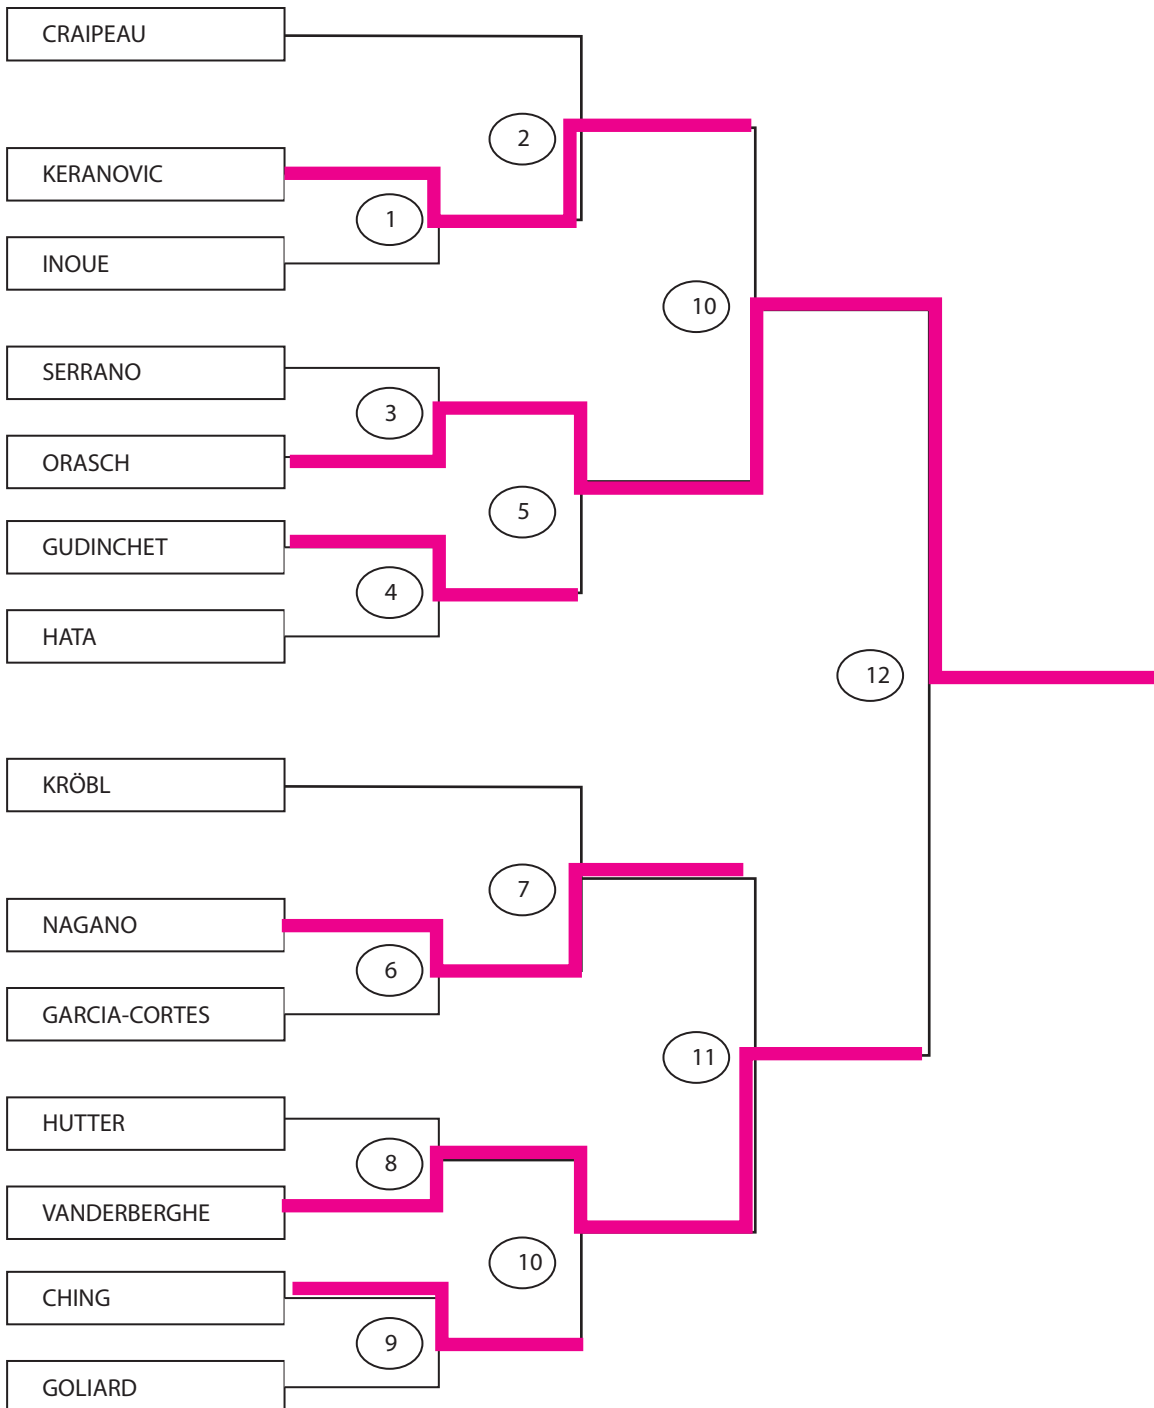 CRAIPEAU
2
KERANOVIC
1
INOUE
10
SERRANO
3
ORASCH
5
GUDINCHET
4
HATA
12
KRÖBL
7
NAGANO
6
GARCIA-CORTES
11
HUTTER
8
VANDERBERGHE
10
CHING
9
GOLIARD